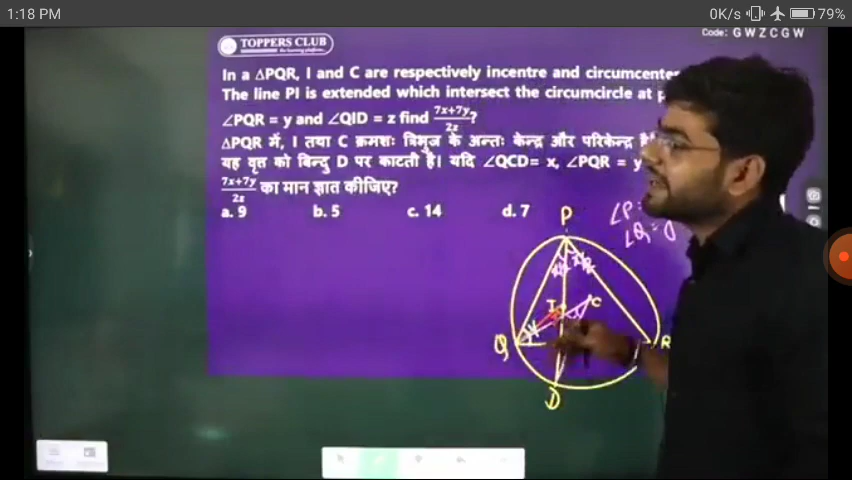 1:18 PM
0K/s 79%
Code: GWZCGW
TOPPERS CLUB
In a ΔPQR, I and C are respectively incentre and circumcenter
The line PI is extended which intersect the circumcircle at
∠PQR = y and ∠QID = z find 7x+7y/2z?
ΔPQR में, I तथा C क्रमशः त्रिभुज के अन्तः केन्द्र और परिकेन्द्र
यह वृत्त को बिन्दु D पर काटती है। यदि ∠QCD= x, ∠PQR = y
7x+7y/2z का मान ज्ञात कीजिए?
a. 9 b. 5 c. 14 d. 7
P
∠P=
∠Q=
I
C
Q
R
D